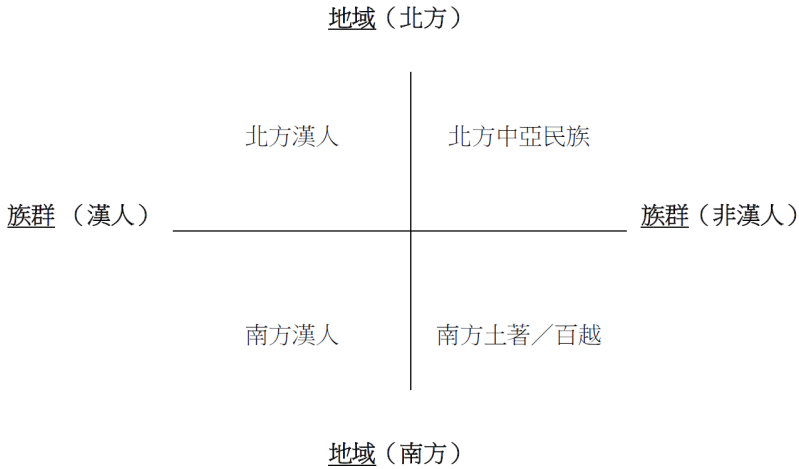 地域（北方）
北方漢人
北方中亞民族
族群（漢人）
族群（非漢人）
南方漢人
南方土著／百越
地域（南方）